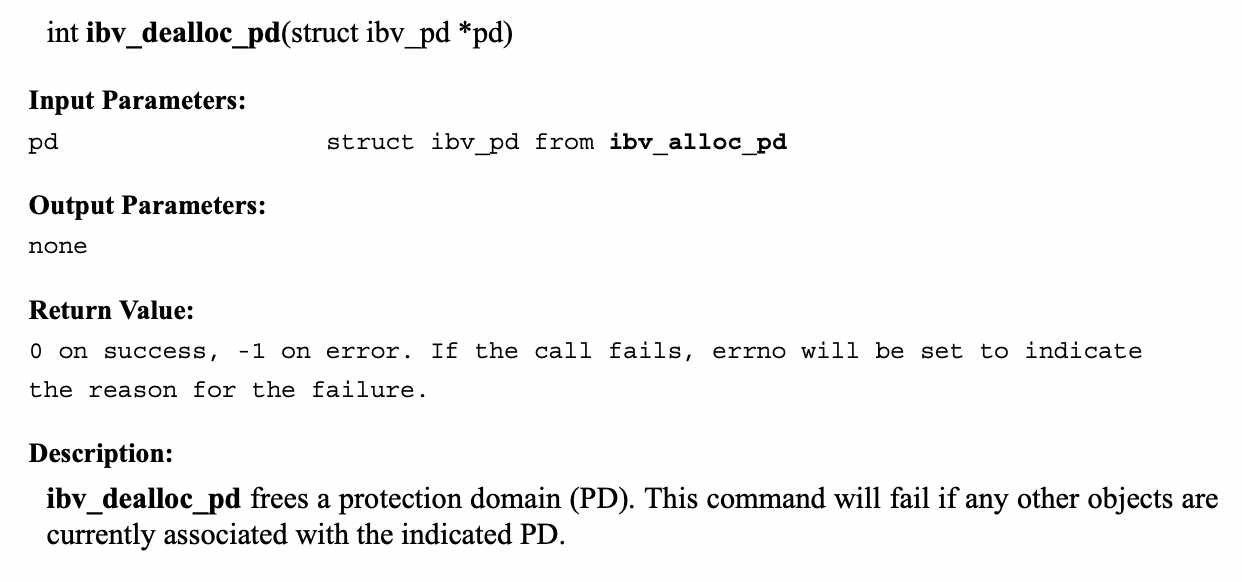 int ibv_dealloc_pd(struct ibv_pd *pd)
Input Parameters:
pd struct ibv_pd from ibv_alloc_pd
Output Parameters:
none
Return Value:
0 on success, -1 on error. If the call fails, errno will be set to indicate
the reason for the failure.
Description:
ibv_dealloc_pd frees a protection domain (PD). This command will fail if any other objects are
currently associated with the indicated PD.